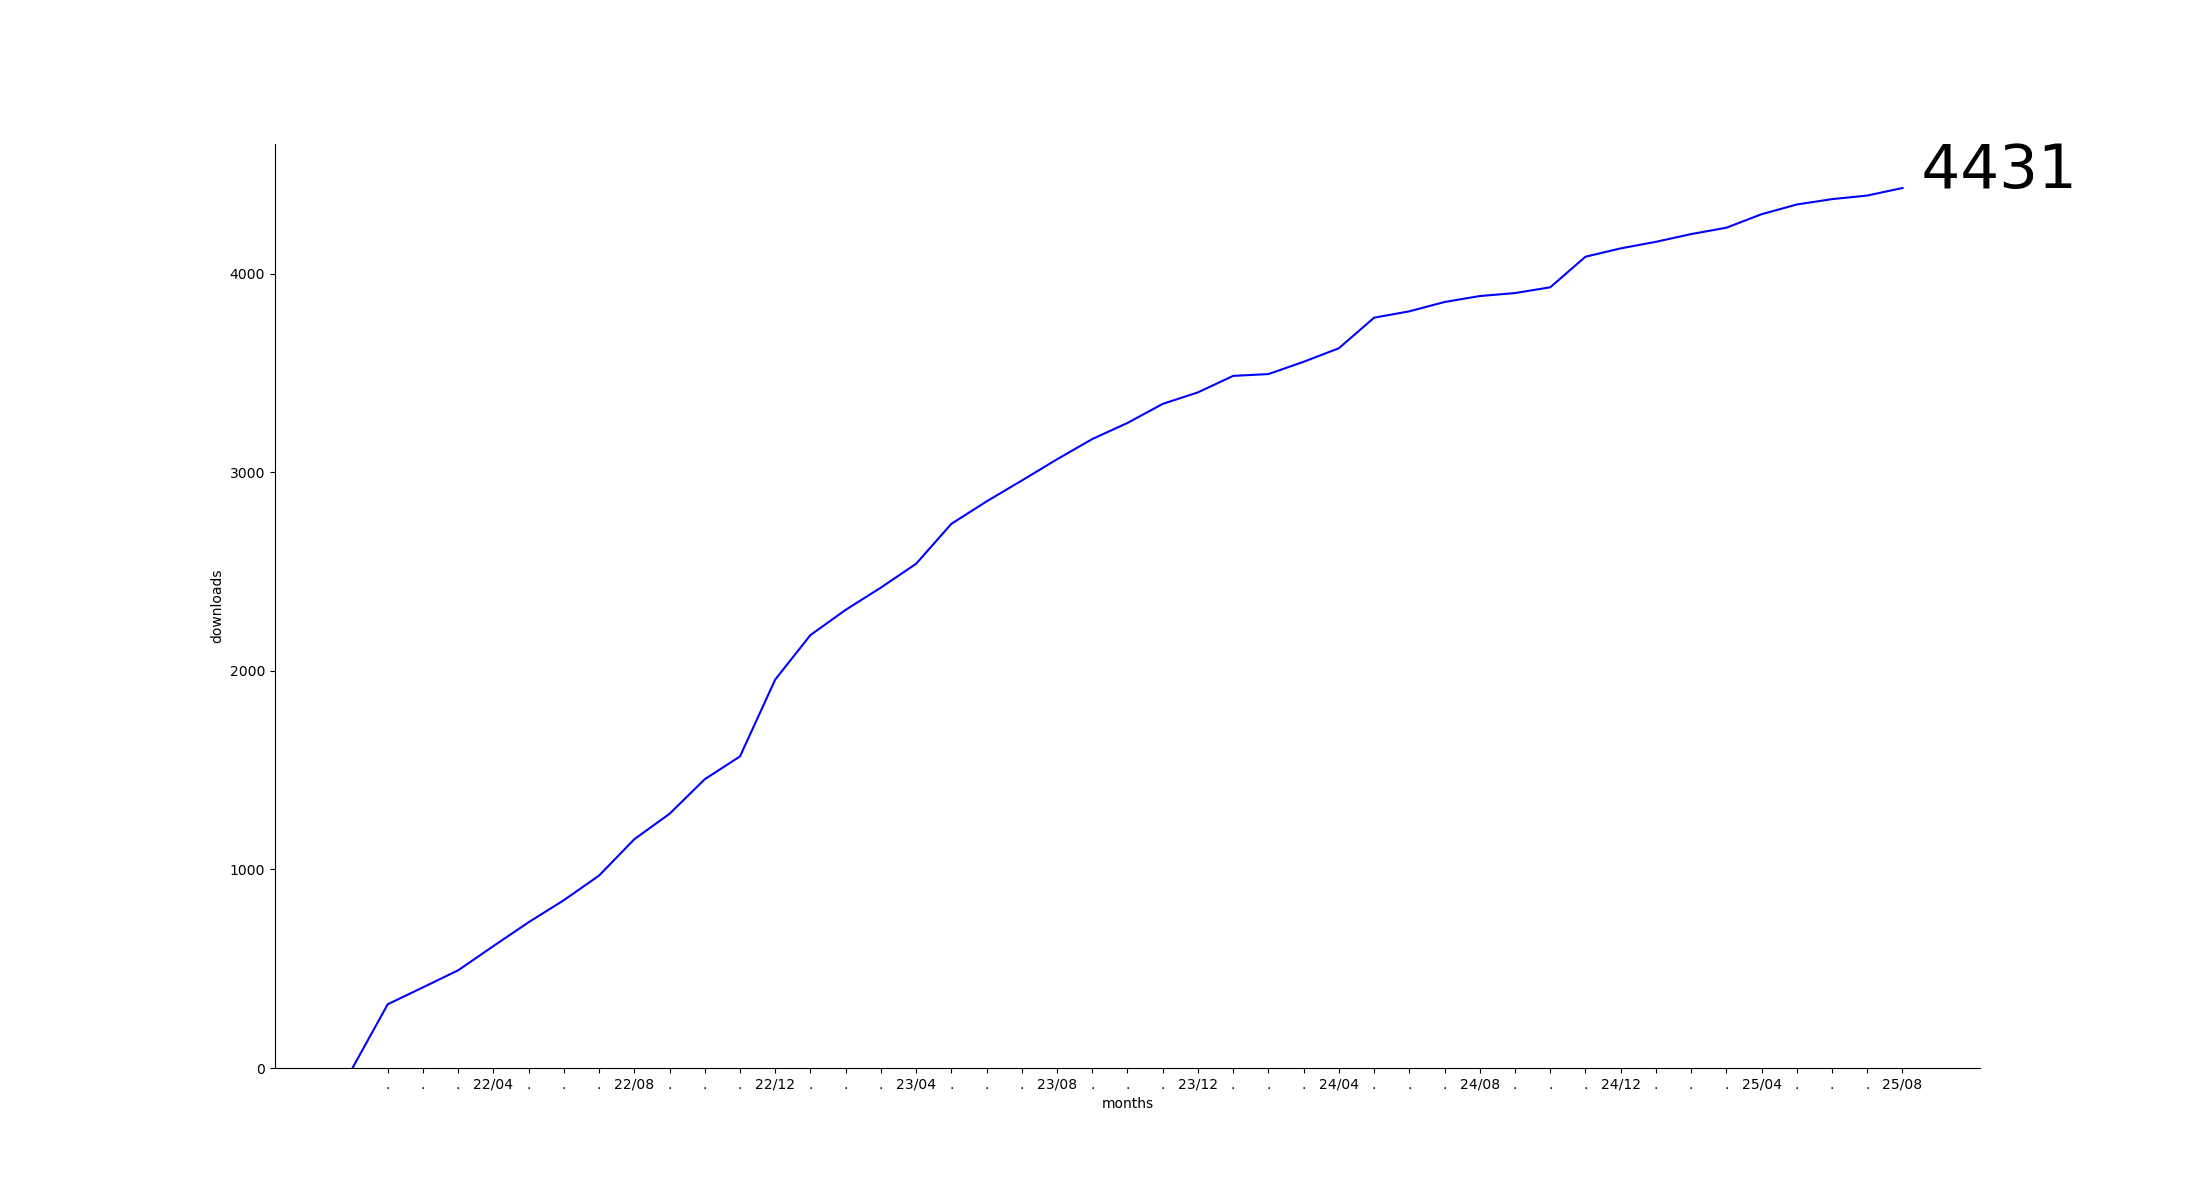 4431
4000
3000
2000
1000
0
downloads
. . . 22/04 . . . 22/08 . . . 22/12 . . . 23/04 . . . 23/08 . . . 23/12 . . . 24/04 . . . 24/08 . . . 24/12 . . . 25/04 . . . 25/08
months